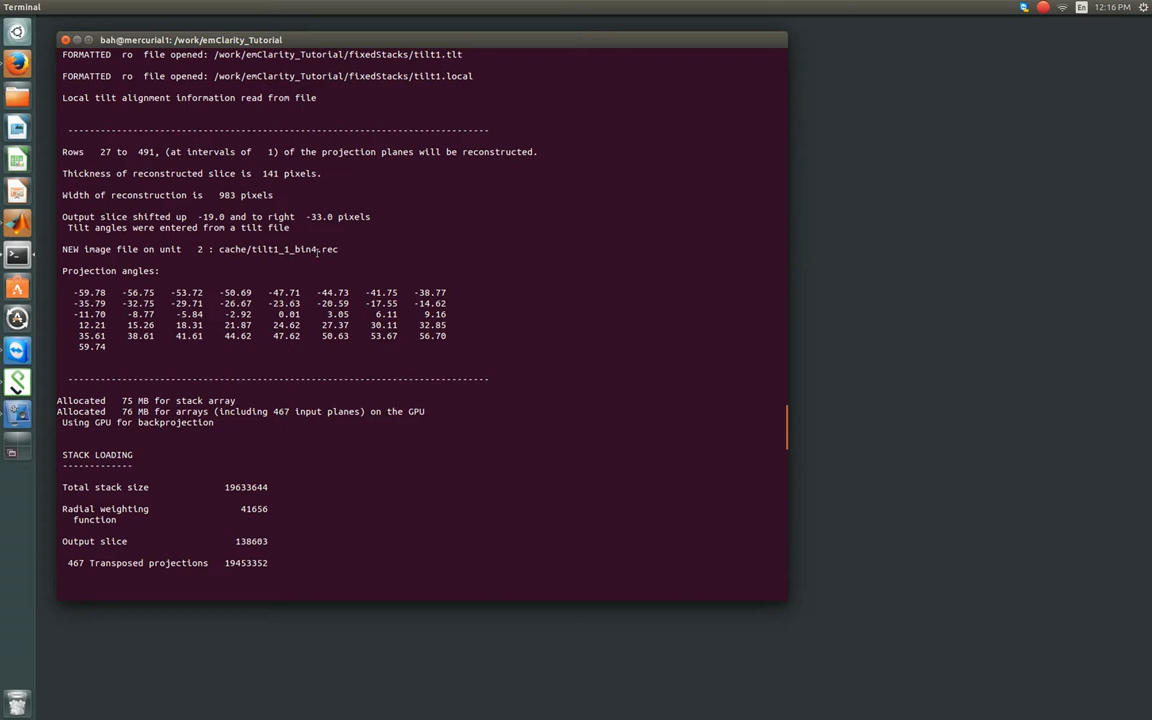 Terminal
En
12:16 PM
bah@mercurial1: /work/emClarity_Tutorial
FORMATTED ro file opened: /work/emClarity_Tutorial/fixedStacks/tilt1.tlt
FORMATTED ro file opened: /work/emClarity_Tutorial/fixedStacks/tilt1.local
Local tilt alignment information read from file
--------------------------------------------------------------------------------
Rows 27 to 491, (at intervals of 1) of the projection planes will be reconstructed.
Thickness of reconstructed slice is 141 pixels.
Width of reconstruction is 983 pixels
Output slice shifted up -19.0 and to right -33.0 pixels
Tilt angles were entered from a tilt file
NEW image file on unit 2 : cache/tilt1_1_bin4.rec
Projection angles:
-59.78 -56.75 -53.72 -50.69 -47.71 -44.73 -41.75 -38.77
-35.79 -32.75 -29.71 -26.67 -23.63 -20.59 -17.55 -14.62
-11.70 -8.77 -5.84 -2.92 0.01 3.05 6.11 9.16
12.21 15.26 18.31 21.87 24.62 27.37 30.11 32.85
35.61 38.61 41.61 44.62 47.62 50.63 53.67 56.70
59.74
--------------------------------------------------------------------------------
Allocated 75 MB for stack array
Allocated 76 MB for arrays (including 467 input planes) on the GPU
Using GPU for backprojection
STACK LOADING
-------------
Total stack size 19633644
Radial weighting 41656
function
Output slice 138603
467 Transposed projections 19453352